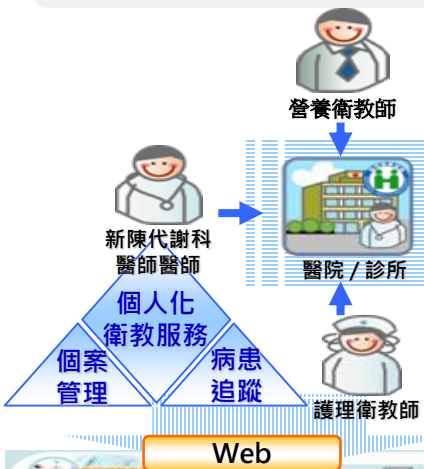 營養衛教師
新陳代謝科
醫師醫師
醫院 / 診所
個人化
衛教服務
個案
管理
病患
追蹤
護理衛教師
Web